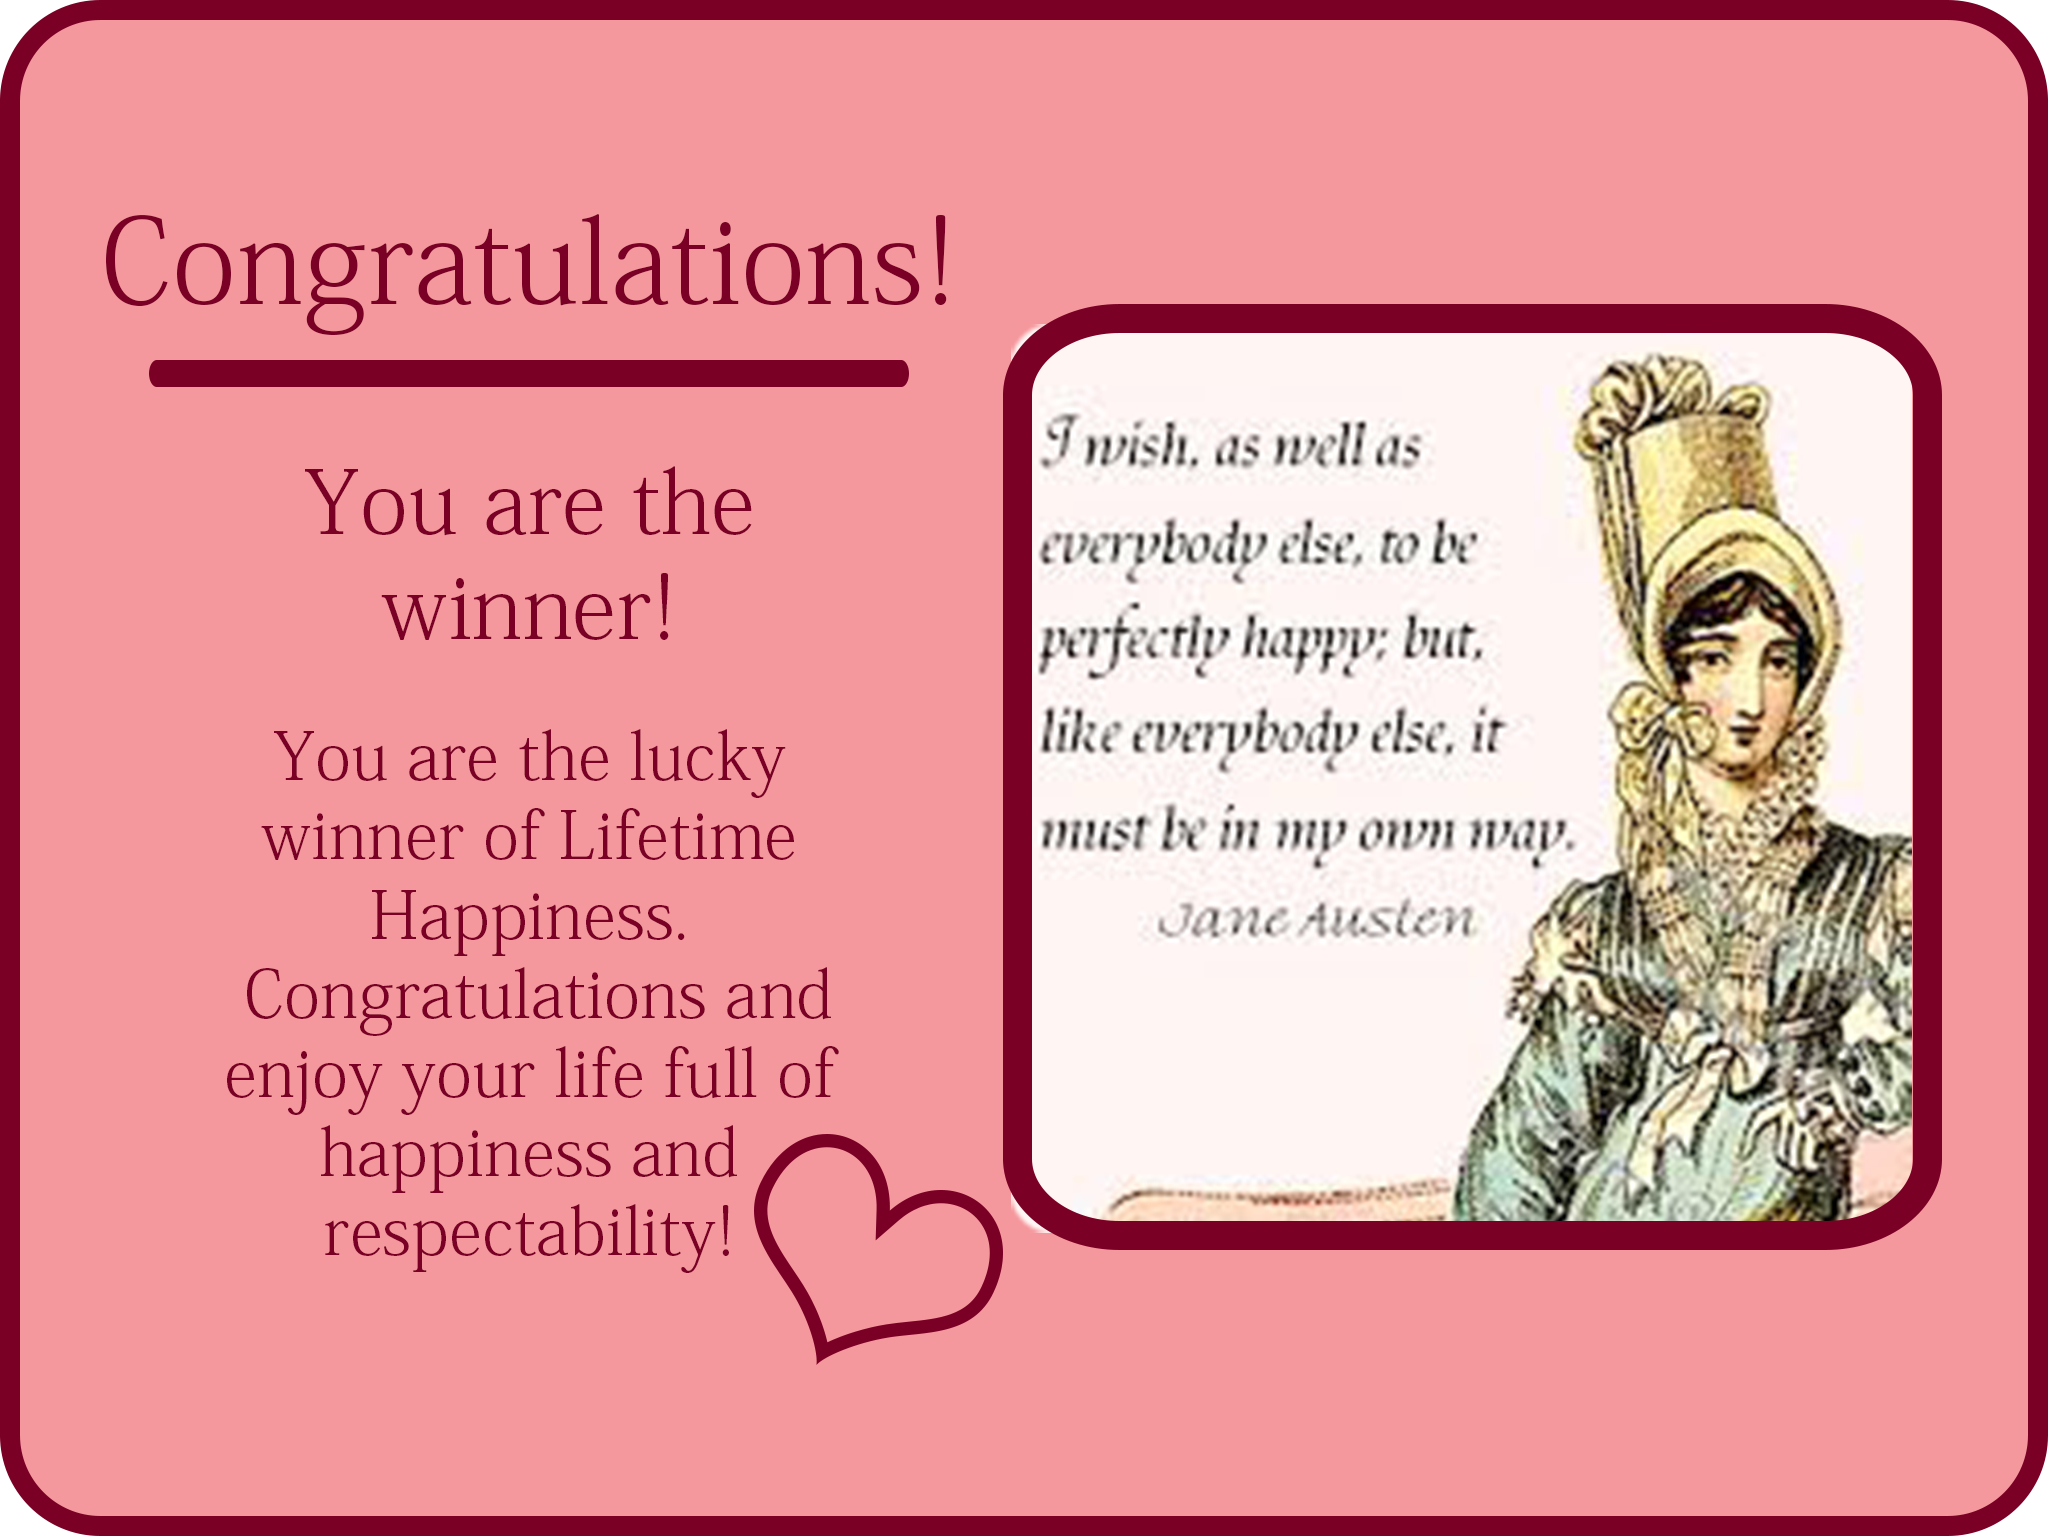 Congratulations!
You are the
winner!
You are the lucky
winner of Lifetime
Happiness.
Congratulations and
enjoy your life full of
happiness and
respectability!
I wish, as well as
everybody else, to be
perfectly happy; but,
like everybody else, it
must be in my own way.
Jane Austen